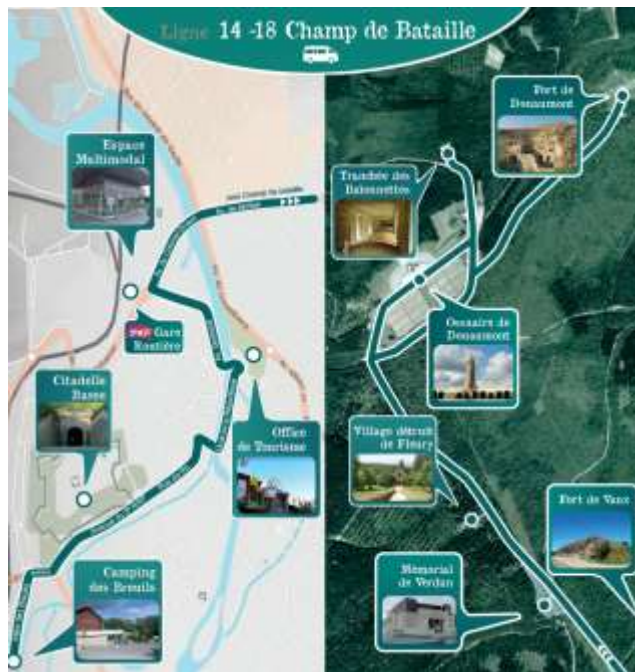 Ligne 14 -18 Champ de Bataille
Espace
Multimodal
Gare
Routière
Citadelle
Basse
Office
de Tourisme
Camping
des Breuils
Fort de
Douaumont
Tranchée des
Baïonnettes
Ossuaire de
Douaumont
Village détruit
de Fleury
Fort de Vaux
Mémorial
de Verdun